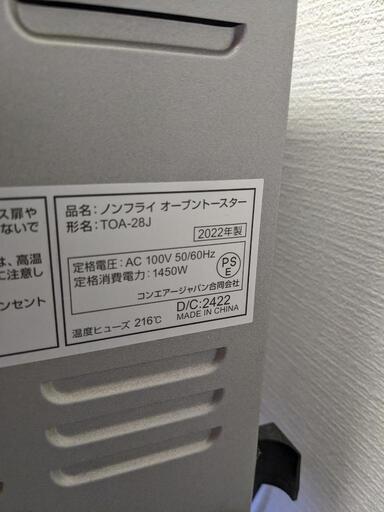 ス扉や
ないで
は、高温
に注意し
ンセント
品名：ノンフライ オーブントースター
形名：TOA-28J
2022年製
定格電圧：AC 100V 50/60Hz
定格消費電力：1450W
PS
E
コンエアージャパン合同会社
D/C:2422
温度ヒューズ 216℃
MADE IN CHINA